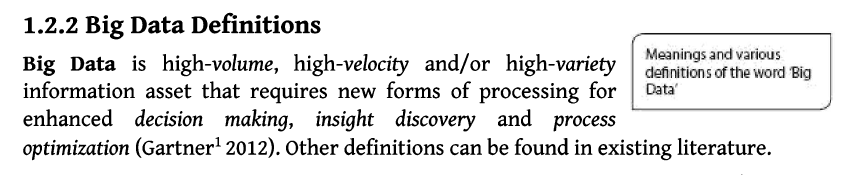 1.2.2 Big Data Definitions
Big Data is high-volume, high-velocity and/or high-variety
information asset that requires new forms of processing for
enhanced decision making, insight discovery and process
optimization (Gartner¹ 2012). Other definitions can be found in existing literature.
Meanings and various
definitions of the word 'Big
Data'